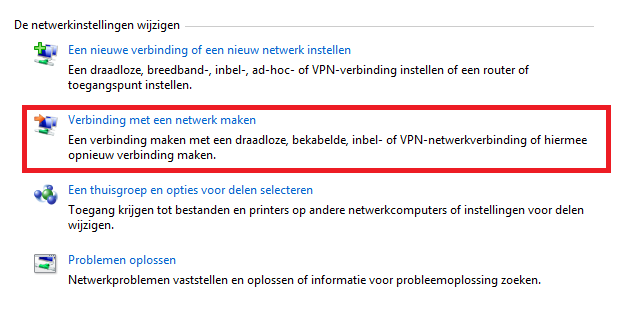 De netwerkinstellingen wijzigen
Een nieuwe verbinding of een nieuw netwerk instellen
Een draadloze, breedband-, inbel-, ad-hoc- of VPN-verbinding instellen of een router of
toegangspunt instellen.
Verbinding met een netwerk maken
Een verbinding maken met een draadloze, bekabelde, inbel- of VPN-netwerkverbinding of hiermee
opnieuw verbinding maken.
Een thuisgroep en opties voor delen selecteren
Toegang krijgen tot bestanden en printers op andere netwerkcomputers of instellingen voor delen
wijzigen.
Problemen oplossen
Netwerkproblemen vaststellen en oplossen of informatie voor probleemoplossing zoeken.